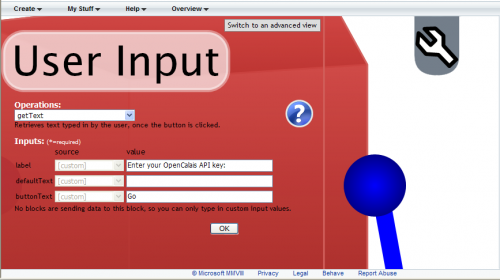 Create My Stuff Help Overview
Switch to an advanced view
User Input
Operations:
getText
Retrieves text typed in by the user, once the button is clicked.
?
Inputs: (*=required)
source value
label [custom] Enter your OpenCalais API key:
defaultText [custom]
buttonText [custom] Go
No blocks are sending data to this block, so you can only type in custom input values.
OK
© Microsoft MMVIII Privacy Legal Behave Report Abuse